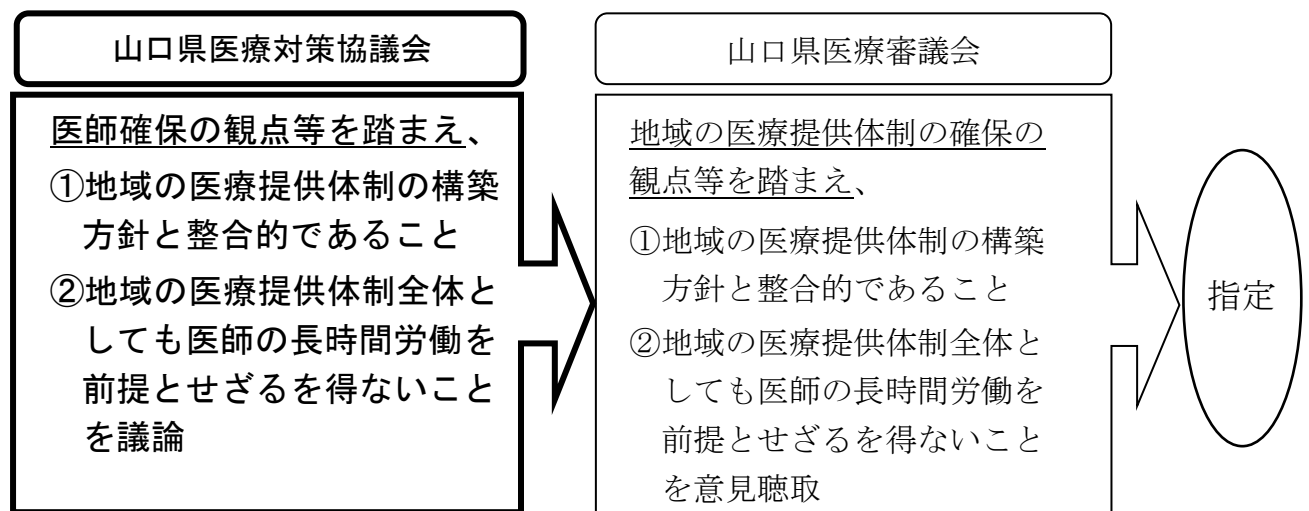 山口県医療対策協議会
医師確保の観点等を踏まえ、
①地域の医療提供体制の構築
方針と整合的であること
②地域の医療提供体制全体と
しても医師の長時間労働を
前提とせざるを得ないこと
を議論
山口県医療審議会
地域の医療提供体制の確保の
観点等を踏まえ、
①地域の医療提供体制の構築
方針と整合的であること
②地域の医療提供体制全体と
しても医師の長時間労働を
前提とせざるを得ないこと
を意見聴取
指定